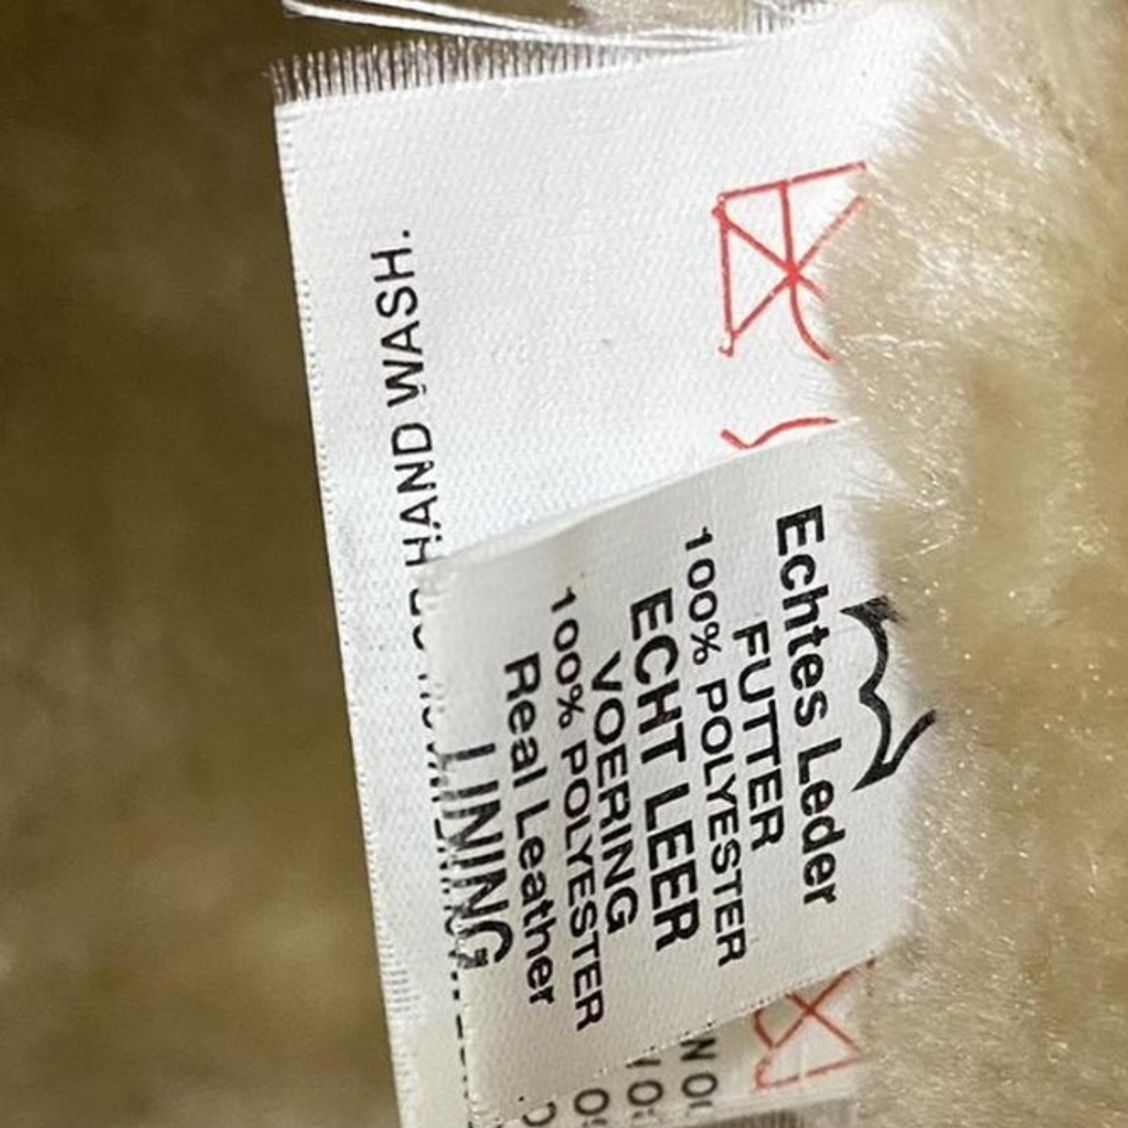 HAND WASH.
Echtes Leder
FUTTER
100% POLYESTER
ECHT LEER
VOERING
100% POLYESTER
Real Leather
LINING